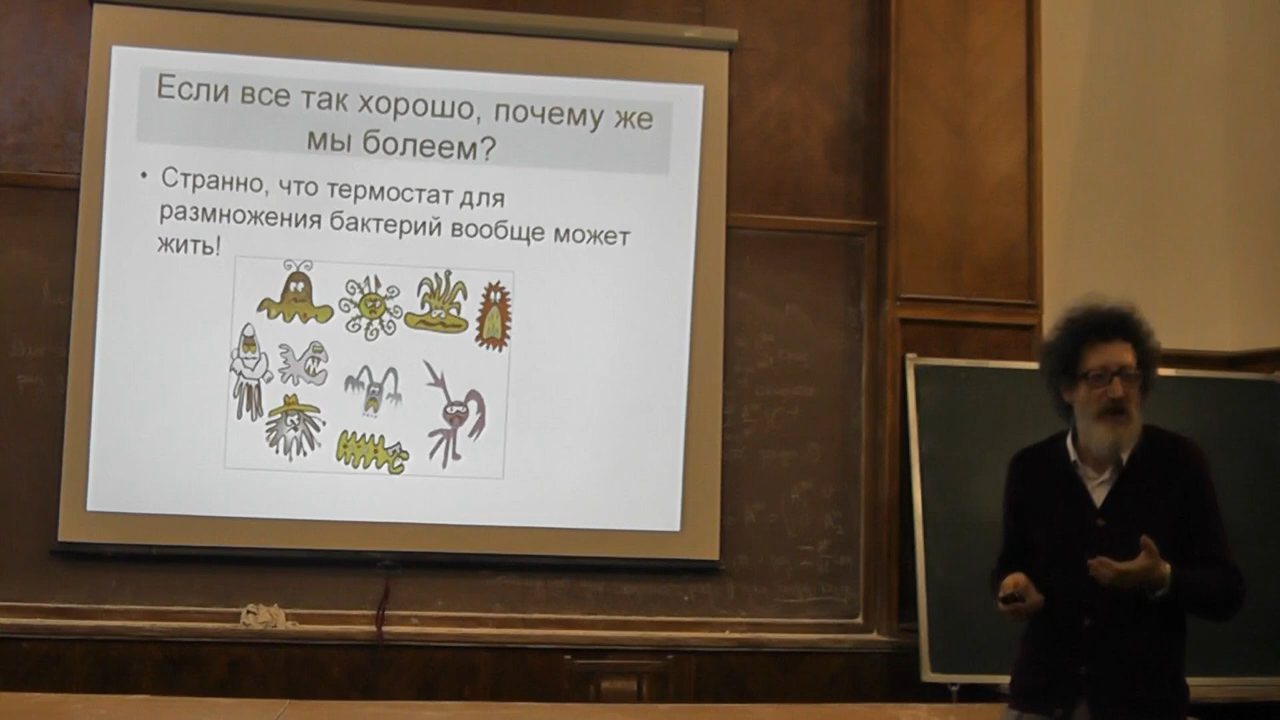 Если все так хорошо, почему же
мы болеем?
• Странно, что термостат для
размножения бактерий вообще может
жить!